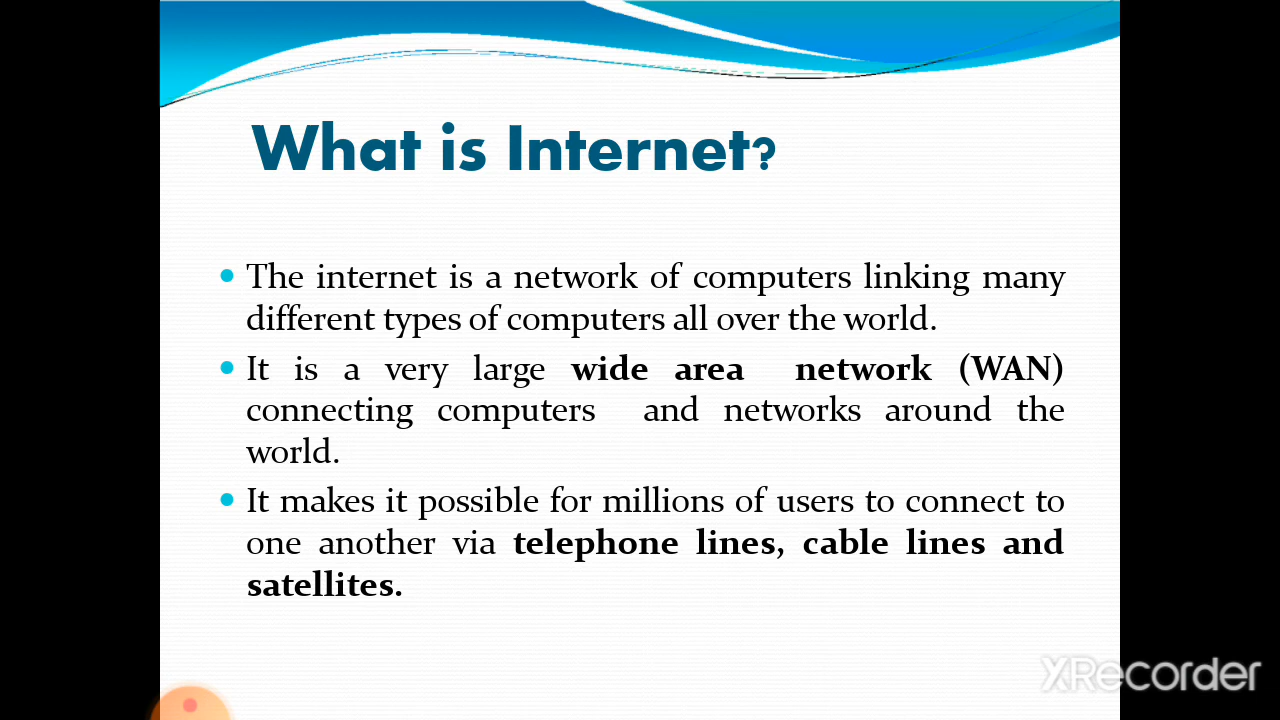 What is Internet?
The internet is a network of computers linking many
different types of computers all over the world.
It is a very large wide area network (WAN)
connecting computers and networks around the
world.
It makes it possible for millions of users to connect to
one another via telephone lines, cable lines and
satellites.
XRecorder